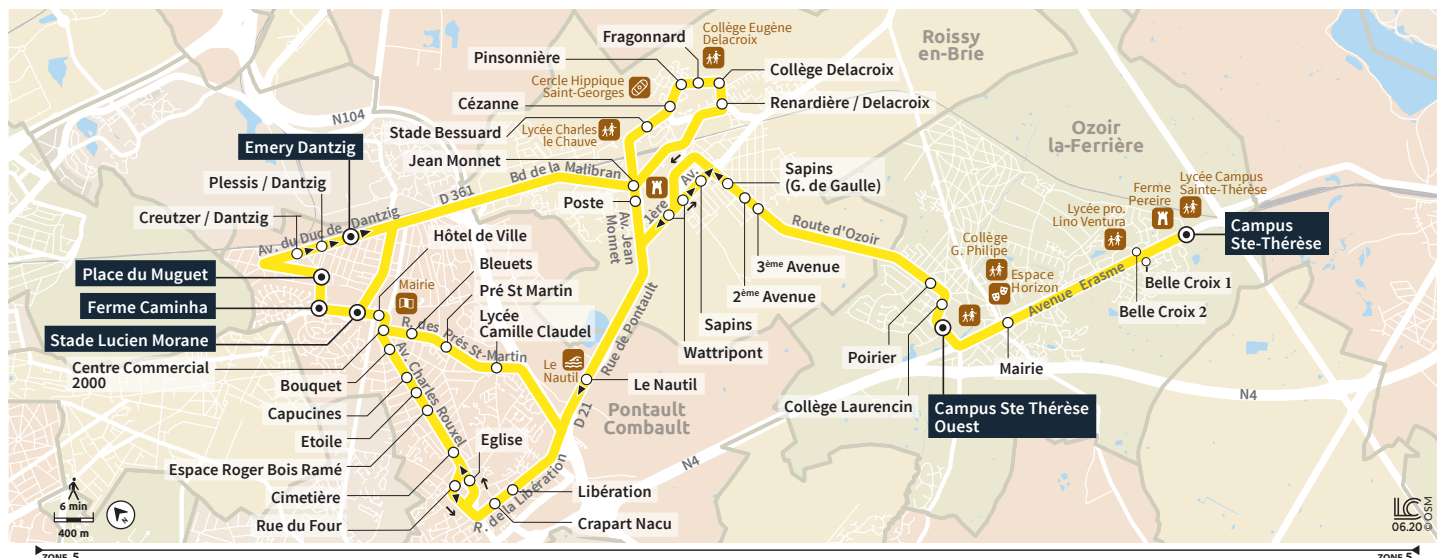 Fragonnard
Collège Eugène
Delacroix
Roissy
en-Brie
Pinsonnière
Collège Delacroix
Cercle Hippique
Saint-Georges
Cézanne
Renardière / Delacroix
N104
Stade Bessuard
Lycée Charles
le Chauve
Ozoir
la-Ferrière
Emery Dantzig
Jean Monnet
Bd de la Malibran
Plessis / Dantzig
D 361
Poste
1ère Av.
Sapins
(G. de Gaulle)
Lycée Campus
Sainte-Thérèse
Ferme
Pereire
Lycée pro.
Lino Ventura
Creutzer / Dantzig
Av. du Duc de Dantzig
Av. Jean
Monnet
Route d'Ozoir
Campus
Ste-Thérèse
Hôtel de Ville
Bleuets
Place du Muguet
Mairie
Pré St Martin
Collège
G. Philipe
Espace
Horizon
3ème Avenue
2ème Avenue
Avenue Erasme
Belle Croix 1
Belle Croix 2
Ferme Caminha
Lycée
Camille Claudel
R. des Prés St-Martin
Rue de Pontault
Sapins
Stade Lucien Morane
Wattripont
Centre Commercial
2000
Bouquet
Av. Charles Rouxel
Le
Nautil
Le Nautil
Poirier
Mairie
Capucines
D 21
Pontault
Combault
Collège Laurencin
Campus Ste Thérèse
Ouest
N4
Etoile
Eglise
Espace Roger Bois Ramé
N4
Cimetière
Libération
R. de la Libération
Rue du Four
Crapart Nacu
6 min
400 m
N
LC
06.20
©OSM
ZONE 5
ZONE 5